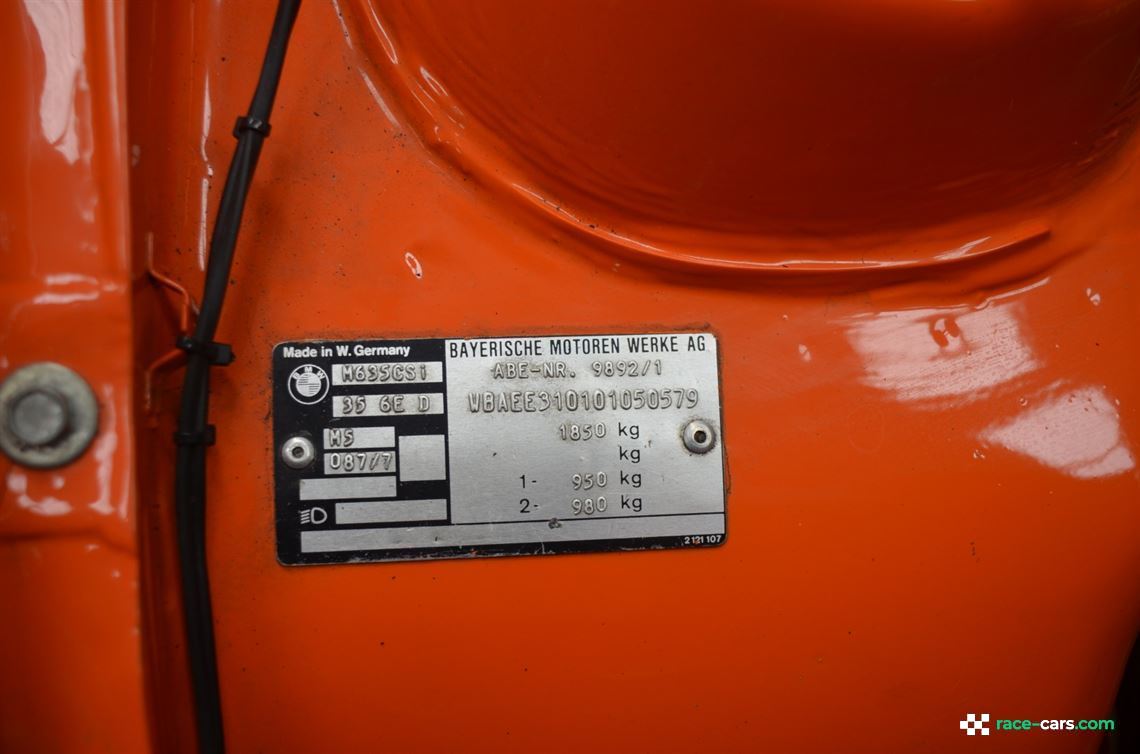 Made in W. Germany
BMW
M635CSi
35 6E D
M5
087/7
BAYERISCHE MOTOREN WERKE AG
ABE-NR. 9892/1
WBAEE310101050579
1850 kg
kg
1- 950 kg
2- 980 kg
2 121 107
race-cars.com